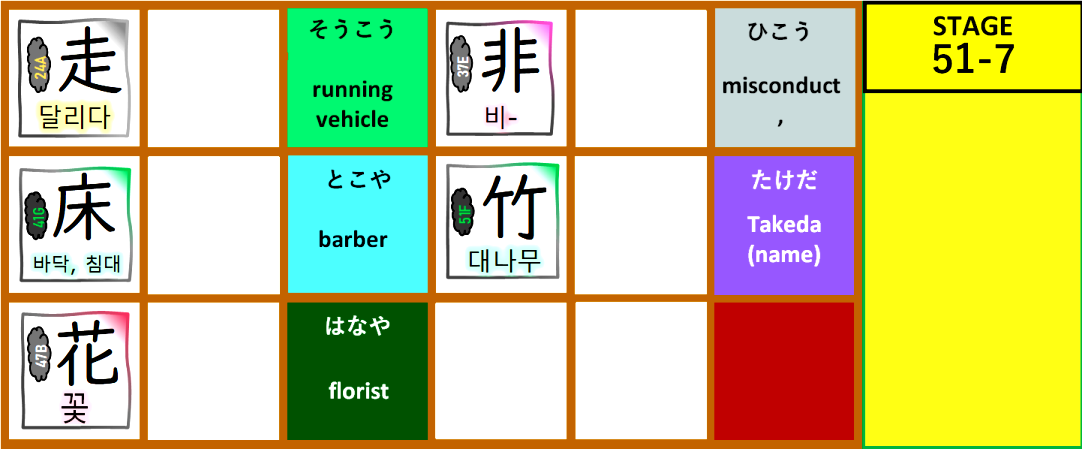 24A
走
달리다
そうこう
running
vehicle
37E
非
비-
ひこう
misconduct
,
STAGE
51-7
41G
床
바닥, 침대
とこや
barber
51F
竹
대나무
たけだ
Takeda
(name)
47B
花
꽃
はなや
florist